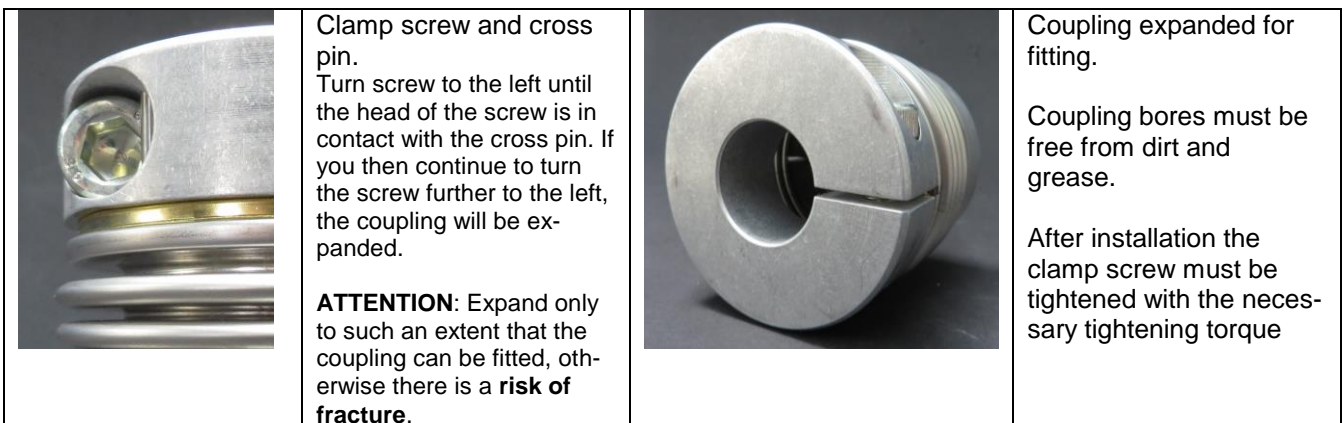 Clamp screw and cross
pin.
Turn screw to the left until
the head of the screw is in
contact with the cross pin. If
you then continue to turn
the screw further to the left,
the coupling will be ex-
panded.
ATTENTION: Expand only
to such an extent that the
coupling can be fitted, oth-
erwise there is a risk of
fracture.
Coupling expanded for
fitting.
Coupling bores must be
free from dirt and
grease.
After installation the
clamp screw must be
tightened with the neces-
sary tightening torque